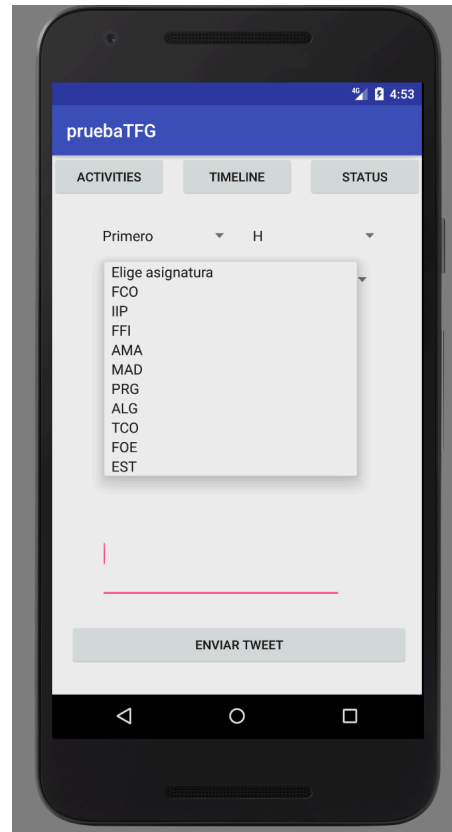 4G 4:53
pruebaTFG
ACTIVITIES TIMELINE STATUS
Primero H
Elige asignatura
FCO
IIP
FFI
AMA
MAD
PRG
ALG
TCO
FOE
EST
ENVIAR TWEET